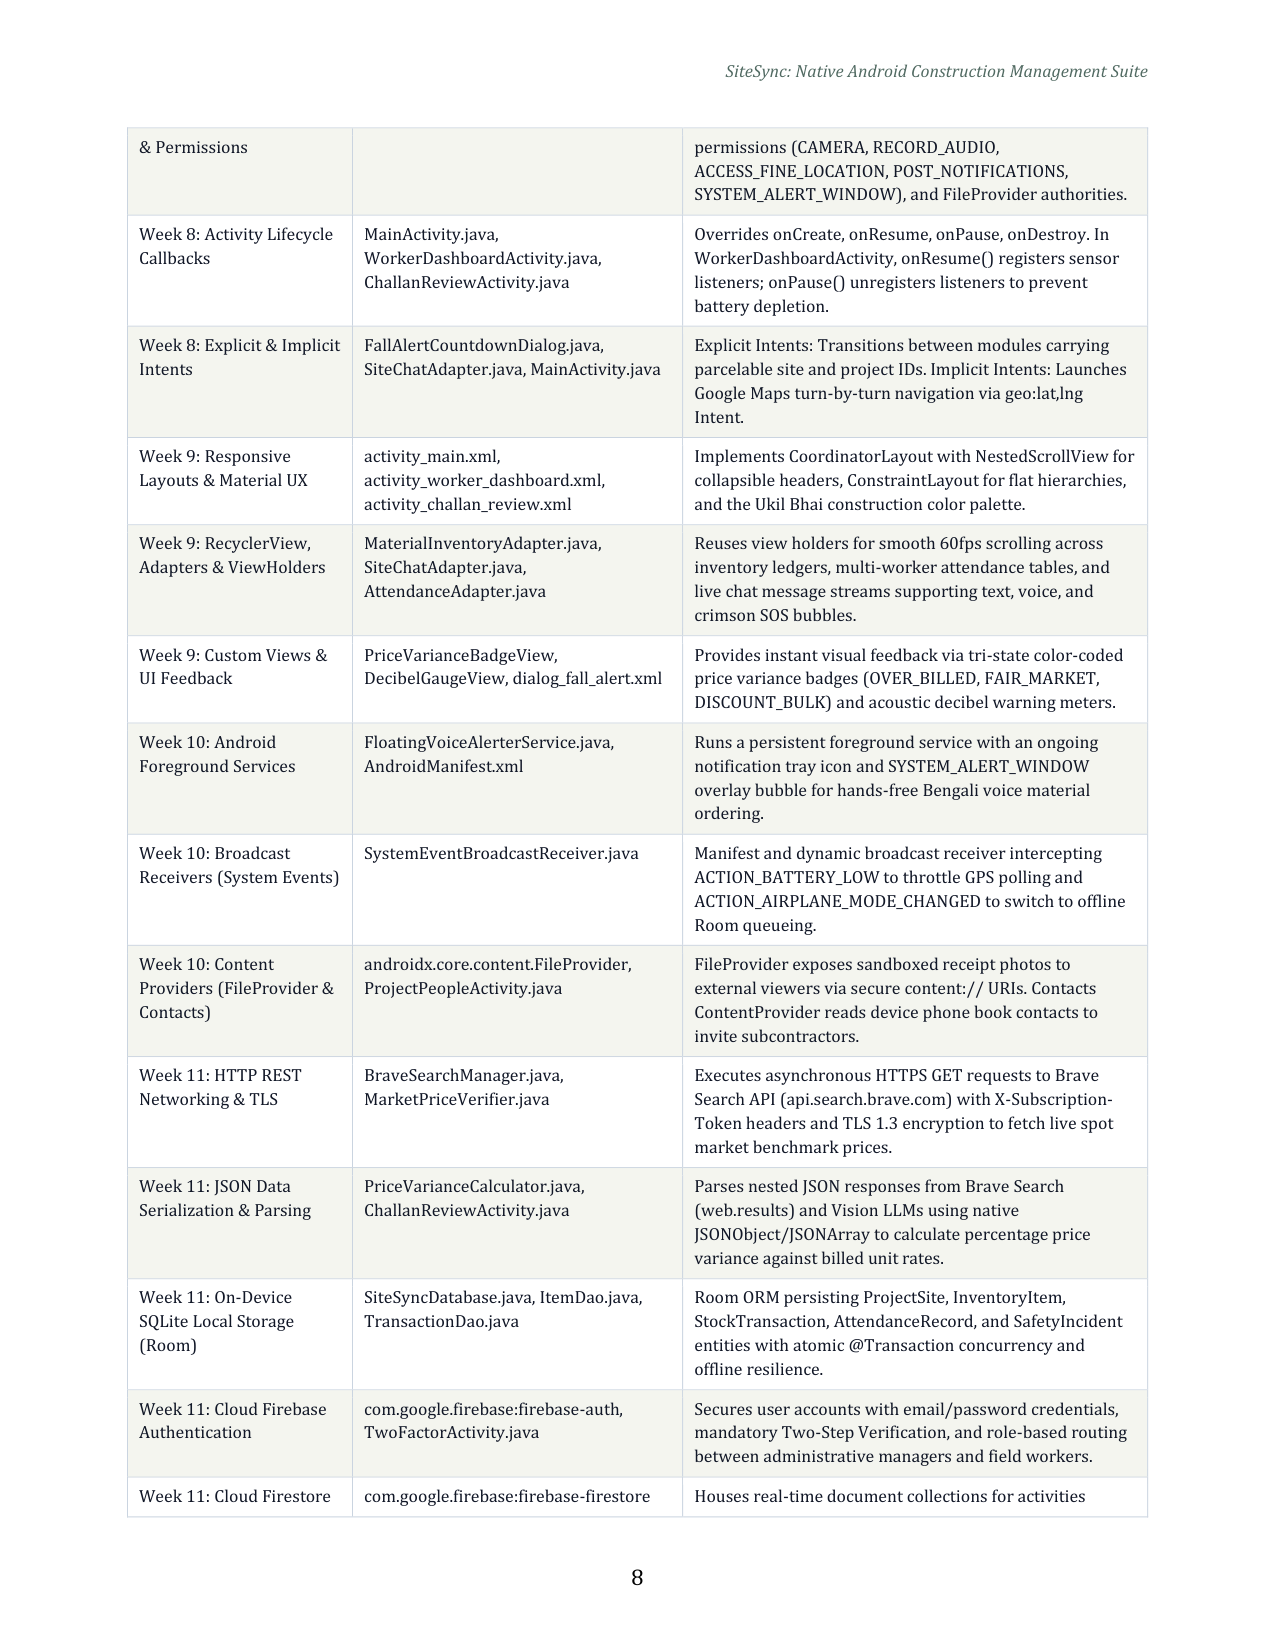 SiteSync: Native Android Construction Management Suite
& Permissions
permissions (CAMERA, RECORD_AUDIO,
ACCESS_FINE_LOCATION, POST_NOTIFICATIONS,
SYSTEM_ALERT_WINDOW), and FileProvider authorities.
Week 8: Activity Lifecycle
Callbacks
MainActivity.java,
WorkerDashboardActivity.java,
ChallanReviewActivity.java
Overrides onCreate, onResume, onPause, onDestroy. In
WorkerDashboardActivity, onResume() registers sensor
listeners; onPause() unregisters listeners to prevent
battery depletion.
Week 8: Explicit & Implicit
Intents
FallAlertCountdownDialog.java,
SiteChatAdapter.java, MainActivity.java
Explicit Intents: Transitions between modules carrying
parcelable site and project IDs. Implicit Intents: Launches
Google Maps turn-by-turn navigation via geo:lat,lng
Intent.
Week 9: Responsive
Layouts & Material UX
activity_main.xml,
activity_worker_dashboard.xml,
activity_challan_review.xml
Implements CoordinatorLayout with NestedScrollView for
collapsible headers, ConstraintLayout for flat hierarchies,
and the Ukil Bhai construction color palette.
Week 9: RecyclerView,
Adapters & ViewHolders
MaterialInventoryAdapter.java,
SiteChatAdapter.java,
AttendanceAdapter.java
Reuses view holders for smooth 60fps scrolling across
inventory ledgers, multi-worker attendance tables, and
live chat message streams supporting text, voice, and
crimson SOS bubbles.
Week 9: Custom Views &
UI Feedback
PriceVarianceBadgeView,
DecibelGaugeView, dialog_fall_alert.xml
Provides instant visual feedback via tri-state color-coded
price variance badges (OVER_BILLED, FAIR_MARKET,
DISCOUNT_BULK) and acoustic decibel warning meters.
Week 10: Android
Foreground Services
FloatingVoiceAlerterService.java,
AndroidManifest.xml
Runs a persistent foreground service with an ongoing
notification tray icon and SYSTEM_ALERT_WINDOW
overlay bubble for hands-free Bengali voice material
ordering.
Week 10: Broadcast
Receivers (System Events)
SystemEventBroadcastReceiver.java
Manifest and dynamic broadcast receiver intercepting
ACTION_BATTERY_LOW to throttle GPS polling and
ACTION_AIRPLANE_MODE_CHANGED to switch to offline
Room queueing.
Week 10: Content
Providers (FileProvider &
Contacts)
androidx.core.content.FileProvider,
ProjectPeopleActivity.java
FileProvider exposes sandboxed receipt photos to
external viewers via secure content:// URIs. Contacts
ContentProvider reads device phone book contacts to
invite subcontractors.
Week 11: HTTP REST
Networking & TLS
BraveSearchManager.java,
MarketPriceVerifier.java
Executes asynchronous HTTPS GET requests to Brave
Search API (api.search.brave.com) with X-Subscription-
Token headers and TLS 1.3 encryption to fetch live spot
market benchmark prices.
Week 11: JSON Data
Serialization & Parsing
PriceVarianceCalculator.java,
ChallanReviewActivity.java
Parses nested JSON responses from Brave Search
(web.results) and Vision LLMs using native
JSONObject/JSONArray to calculate percentage price
variance against billed unit rates.
Week 11: On-Device
SQLite Local Storage
(Room)
SiteSyncDatabase.java, ItemDao.java,
TransactionDao.java
Room ORM persisting ProjectSite, InventoryItem,
StockTransaction, AttendanceRecord, and SafetyIncident
entities with atomic @Transaction concurrency and
offline resilience.
Week 11: Cloud Firebase
Authentication
com.google.firebase:firebase-auth,
TwoFactorActivity.java
Secures user accounts with email/password credentials,
mandatory Two-Step Verification, and role-based routing
between administrative managers and field workers.
Week 11: Cloud Firestore
com.google.firebase:firebase-firestore
Houses real-time document collections for activities
8